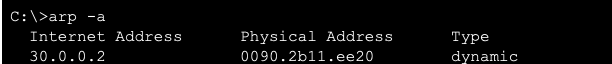 C:\>arp -a
Internet Address Physical Address Type
30.0.0.2 0090.2b11.ee20 dynamic